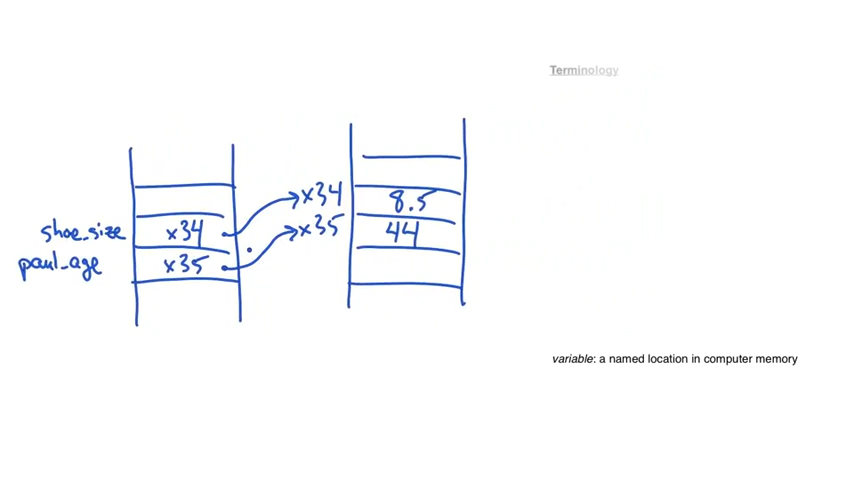 Terminology
shoe_size x34 x34 8.5
paul_age x35 x35 44
variable: a named location in computer memory